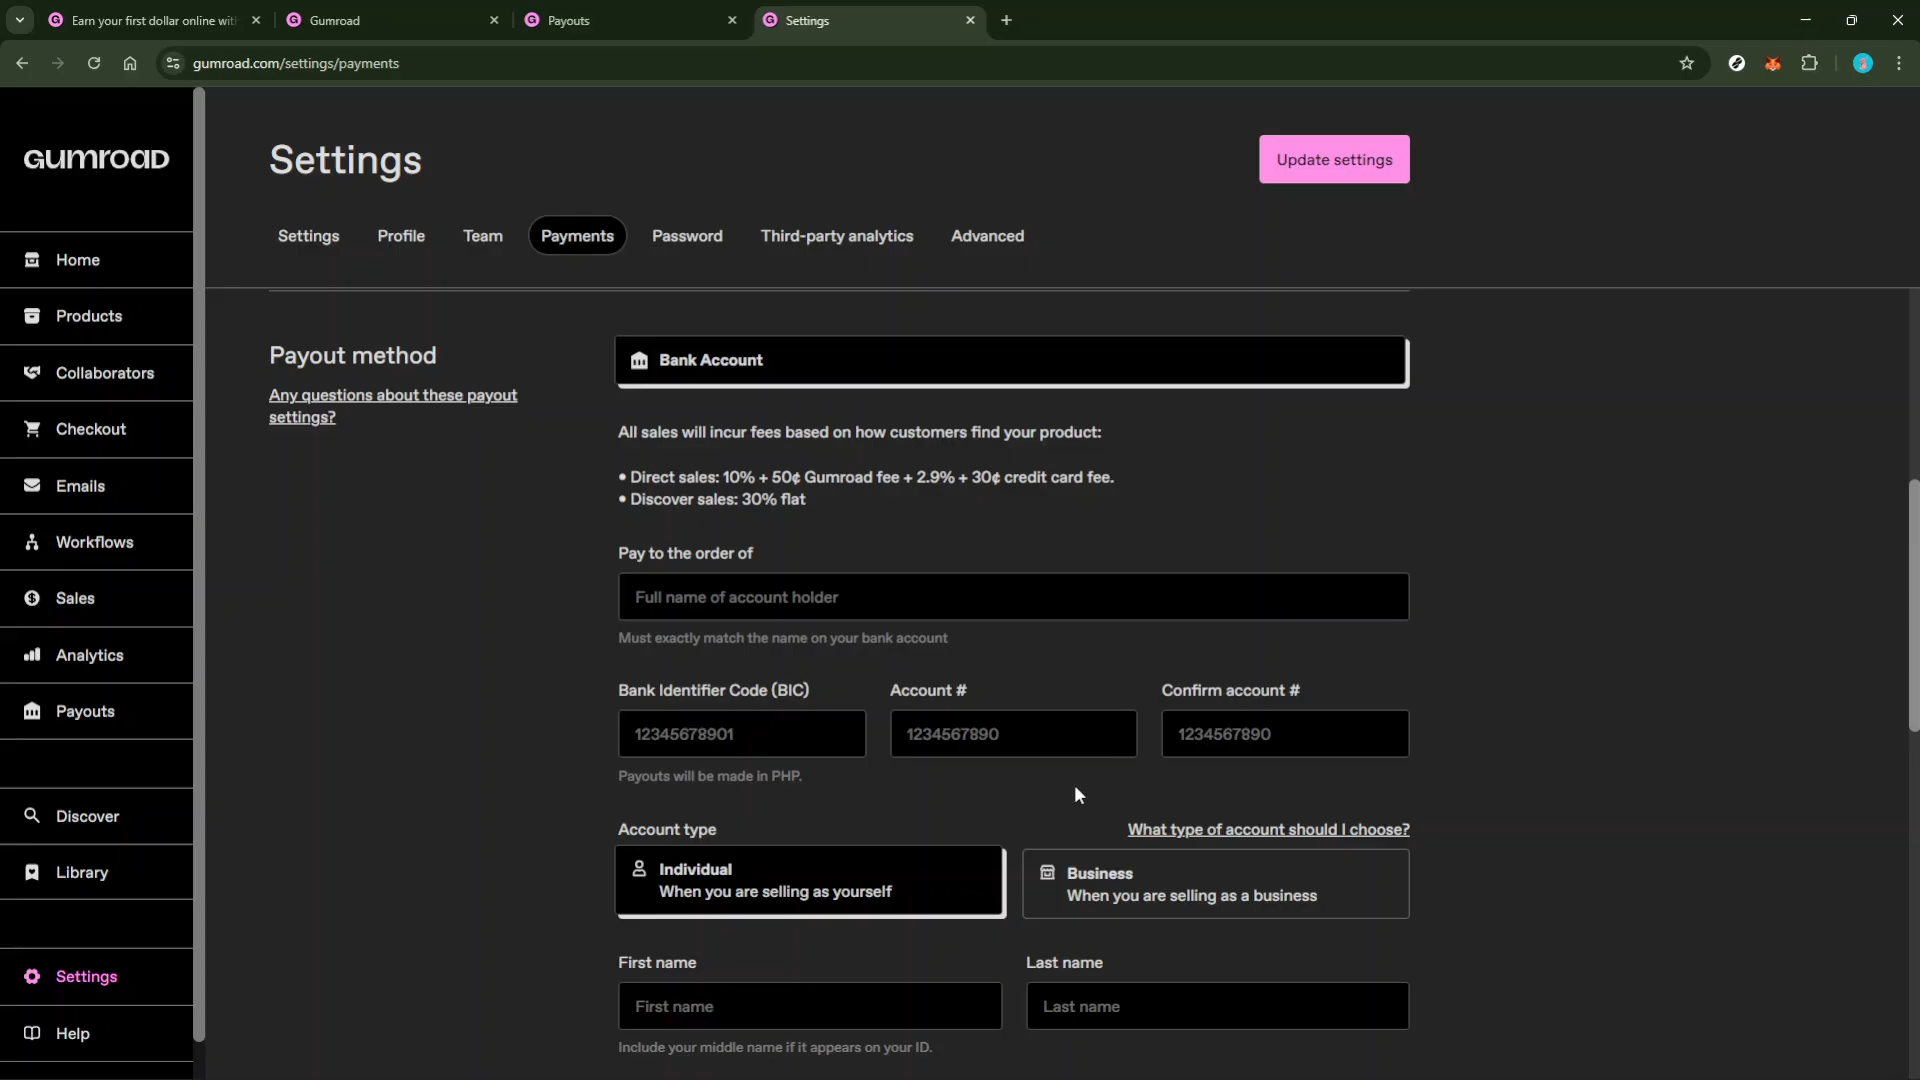 Earn your first dollar online wit
Gumroad
Payouts
Settings
gumroad.com/settings/payments
GUMROAD
Home
Products
Collaborators
Checkout
Emails
Workflows
Sales
Analytics
Payouts
Discover
Library
Settings
Help
Settings
Update settings
Settings
Profile
Team
Payments
Password
Third-party analytics
Advanced
Payout method
Any questions about these payout
settings?
Bank Account
All sales will incur fees based on how customers find your product:
• Direct sales: 10% + 50¢ Gumroad fee + 2.9% + 30¢ credit card fee.
• Discover sales: 30% flat
Pay to the order of
Full name of account holder
Must exactly match the name on your bank account
Bank Identifier Code (BIC)
Account #
Confirm account #
12345678901
1234567890
1234567890
Payouts will be made in PHP.
Account type
What type of account should I choose?
Individual
When you are selling as yourself
Business
When you are selling as a business
First name
Last name
First name
Last name
Include your middle name if it appears on your ID.